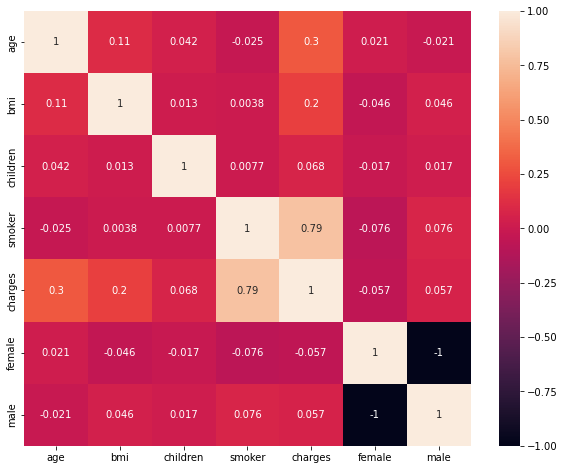 age 1 0.11 0.042 -0.025 0.3 0.021 -0.021
bmi 0.11 1 0.013 0.0038 0.2 -0.046 0.046
children 0.042 0.013 1 0.0077 0.068 -0.017 0.017
smoker -0.025 0.0038 0.0077 1 0.79 -0.076 0.076
charges 0.3 0.2 0.068 0.79 1 -0.057 0.057
female 0.021 -0.046 -0.017 -0.076 -0.057 1 -1
male -0.021 0.046 0.017 0.076 0.057 -1 1
age bmi children smoker charges female male
1.00
0.75
0.50
0.25
0.00
−0.25
−0.50
−0.75
−1.00